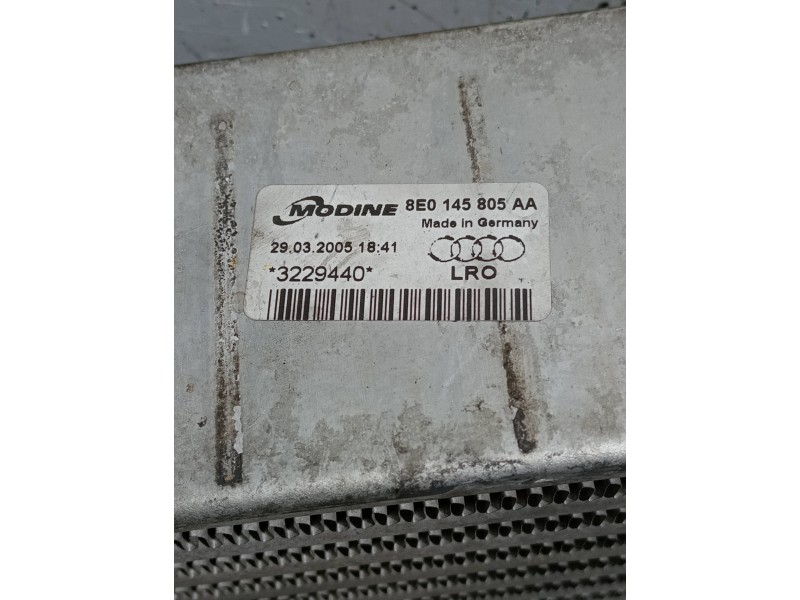 MODINE 8E0 145 805 AA
Made in Germany
29.03.2005 18:41
*3229440* LRO